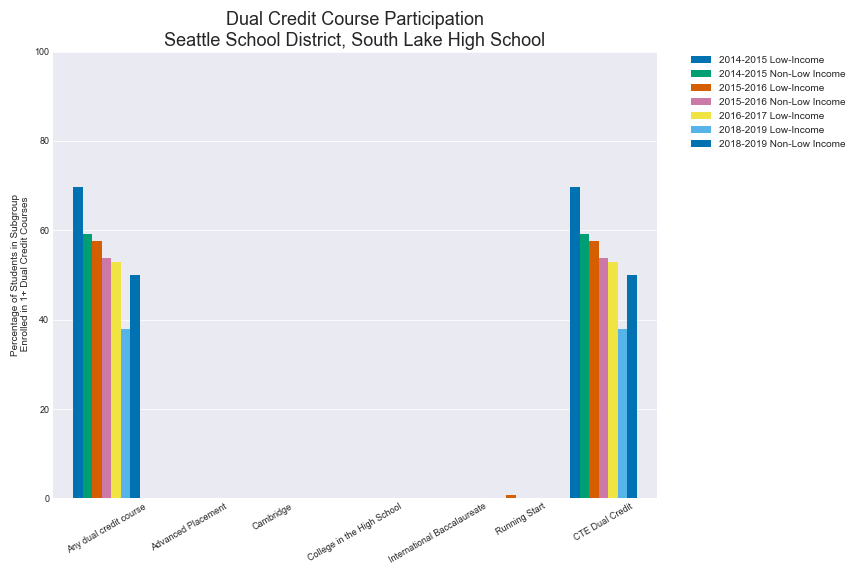 Dual Credit Course Participation
Seattle School District, South Lake High School
100
80
60
40
20
0
Percentage of Students in Subgroup
Enrolled in 1+ Dual Credit Courses
Any dual credit course
Advanced Placement
Cambridge
College in the High School
International Baccalaureate
Running Start
CTE Dual Credit
2014-2015 Low-Income
2014-2015 Non-Low Income
2015-2016 Low-Income
2015-2016 Non-Low Income
2016-2017 Low-Income
2018-2019 Low-Income
2018-2019 Non-Low Income